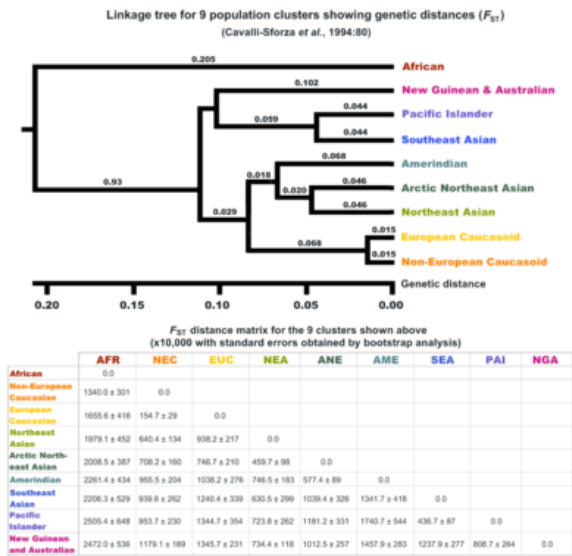 Linkage tree for 9 population clusters showing genetic distances (FST)
(Cavalli-Sforza et al., 1994:80)
0.205
African
0.102
New Guinean & Australian
0.044
Pacific Islander
0.059
0.044
Southeast Asian
0.068
Amerindian
0.018
0.046
Arctic Northeast Asian
0.93
0.020
0.046
Northeast Asian
0.029
0.015
European Caucasoid
0.068
0.015
Non-European Caucasoid
Genetic distance
0.20 0.15 0.10 0.05 0.00
FST distance matrix for the 9 clusters shown above
(x10,000 with standard errors obtained by bootstrap analysis)
AFR NEC EUC NEA ANE AME SEA PAI NGA
African 0.0
Non-European
Caucasian 1340.0 ± 301 0.0
European
Caucasian 1655.6 ± 416 154.7 ± 29 0.0
Northeast
Asian 1979.1 ± 452 640.4 ± 134 938.2 ± 217 0.0
Arctic North-
east Asian 2008.5 ± 387 708.2 ± 160 746.7 ± 210 459.7 ± 98 0.0
Amerindian 2261.4 ± 434 955.5 ± 204 1038.2 ± 276 746.5 ± 183 577.4 ± 89 0.0
Southeast
Asian 2206.3 ± 529 939.6 ± 262 1240.4 ± 339 630.5 ± 299 1039.4 ± 326 1341.7 ± 418 0.0
Pacific
Islander 2505.4 ± 648 953.7 ± 230 1344.7 ± 354 723.8 ± 262 1181.2 ± 331 1740.7 ± 544 436.7 ± 87 0.0
New Guinean
and Australian 2472.0 ± 536 1179.1 ± 189 1345.7 ± 231 734.4 ± 118 1012.5 ± 257 1457.9 ± 283 1237.9 ± 277 808.7 ± 264 0.0